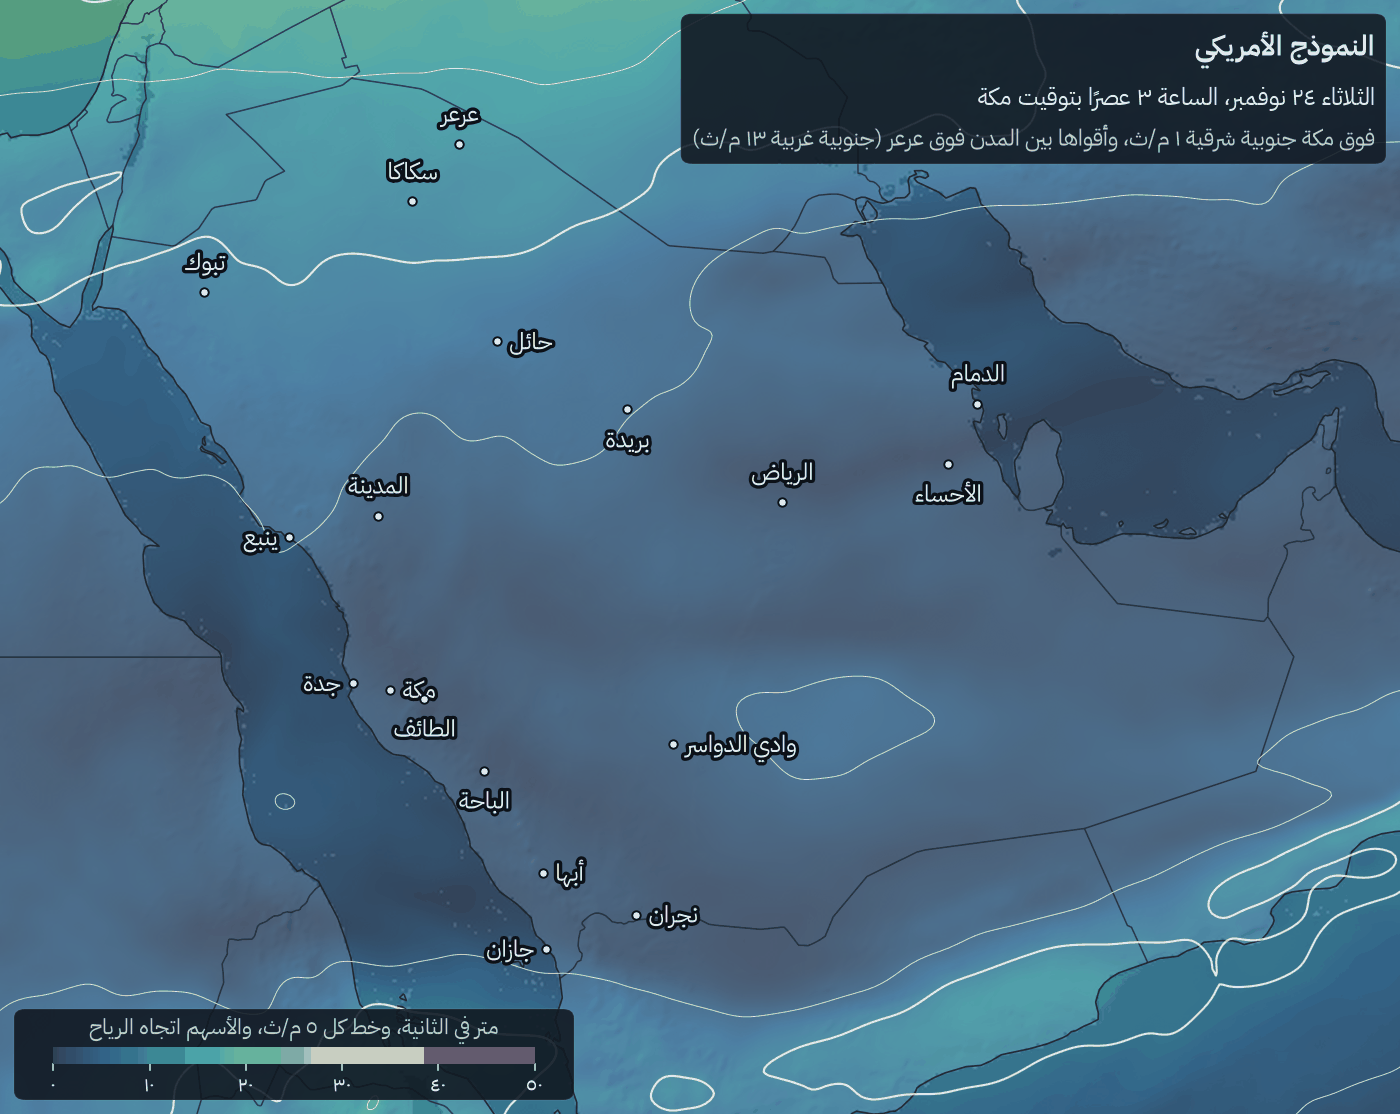 النموذج الأمريكي
الثلاثاء ٢٤ نوفمبر، الساعة ٣ عصرًا بتوقيت مكة
فوق مكة جنوبية شرقية ١ م/ث، وأقواها بين المدن فوق عرعر (جنوبية غربية ١٣ م/ث)
عرعر
سكاكا
تبوك
حائل
الدمام
بريدة
الرياض
المدينة
الأحساء
ينبع
جدة
مكة
الطائف
وادي الدواسر
الباحة
أبها
نجران
جازان
متر في الثانية، وخط كل ٥ م/ث، والأسهم اتجاه الرياح
٠ ١٠ ٢٠ ٣٠ ٤٠ ٥٠